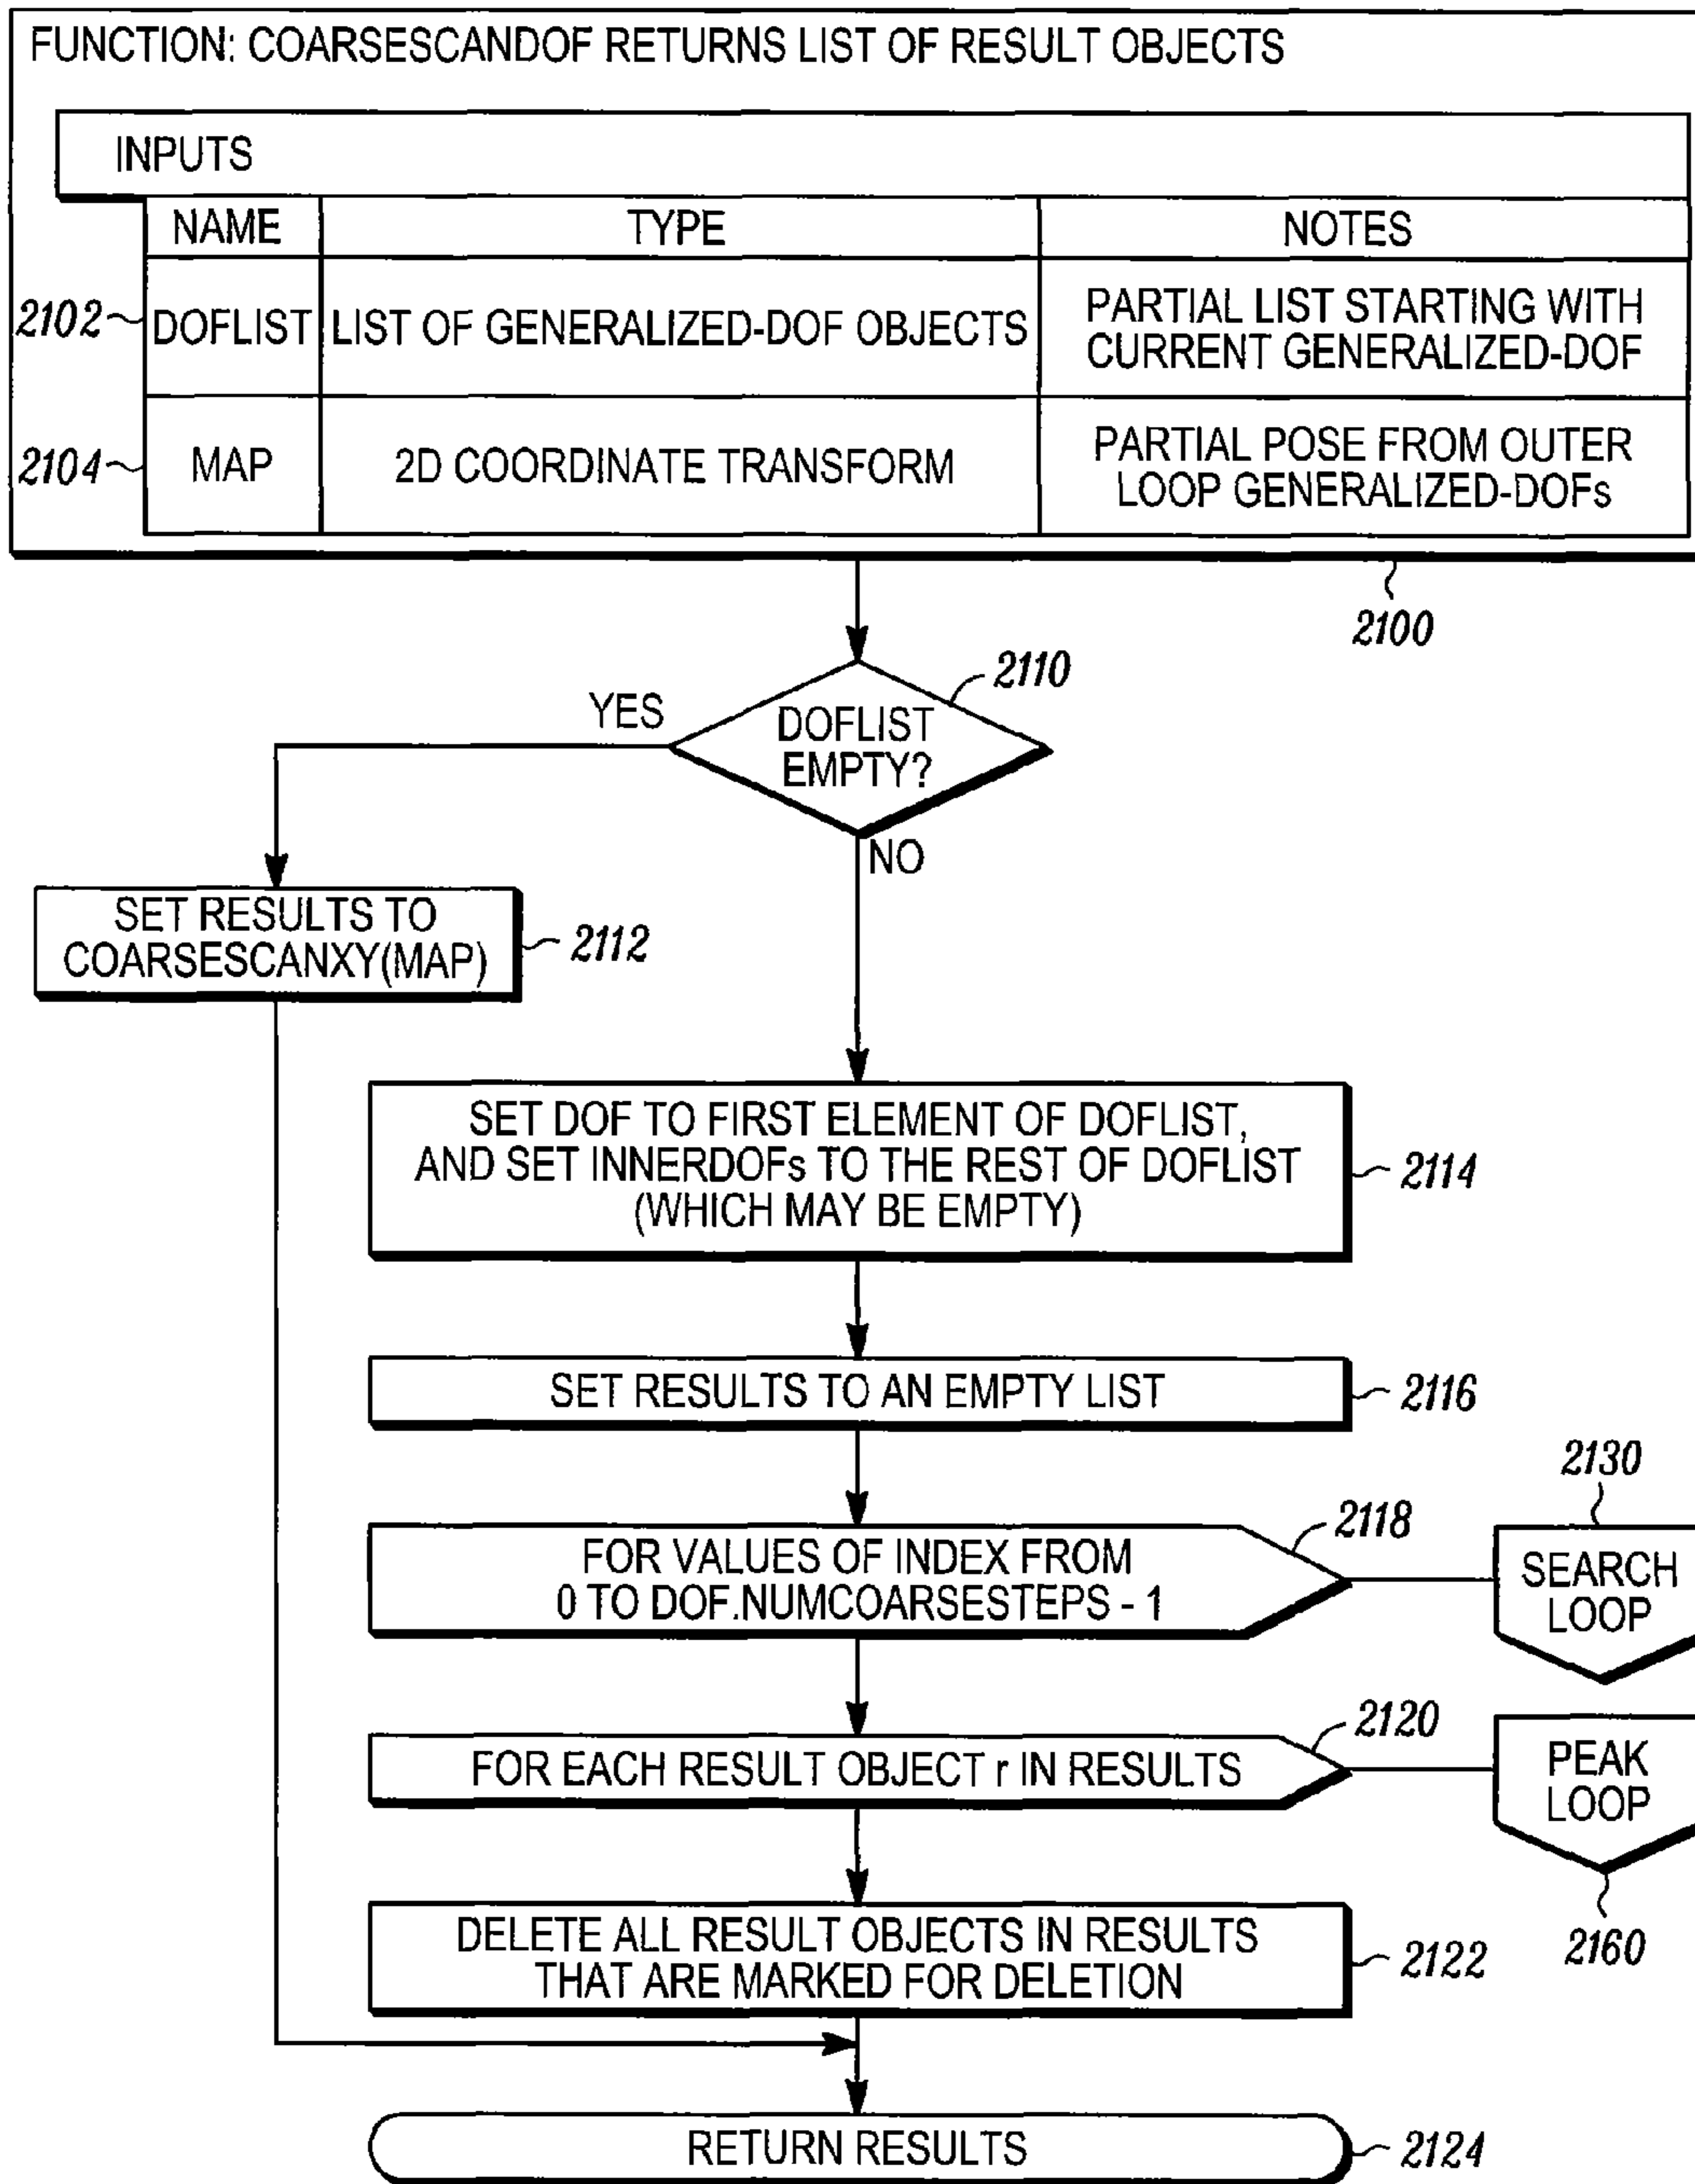 FUNCTION: COARSESCANDOF RETURNS LIST OF RESULT OBJECTS
INPUTS
NAME TYPE NOTES
2102 DOFLIST LIST OF GENERALIZED-DOF OBJECTS PARTIAL LIST STARTING WITH
CURRENT GENERALIZED-DOF
2104 MAP 2D COORDINATE TRANSFORM PARTIAL POSE FROM OUTER
LOOP GENERALIZED-DOFs
2100
2110
YES
DOFLIST
EMPTY?
NO
SET RESULTS TO
COARSESCANXY(MAP)
2112
SET DOF TO FIRST ELEMENT OF DOFLIST,
AND SET INNERDOFs TO THE REST OF DOFLIST
(WHICH MAY BE EMPTY)
2114
SET RESULTS TO AN EMPTY LIST
2116
FOR VALUES OF INDEX FROM
0 TO DOF.NUMCOARSESTEPS - 1
2118
2130
SEARCH
LOOP
FOR EACH RESULT OBJECT r IN RESULTS
2120
PEAK
LOOP
2160
DELETE ALL RESULT OBJECTS IN RESULTS
THAT ARE MARKED FOR DELETION
2122
RETURN RESULTS
2124